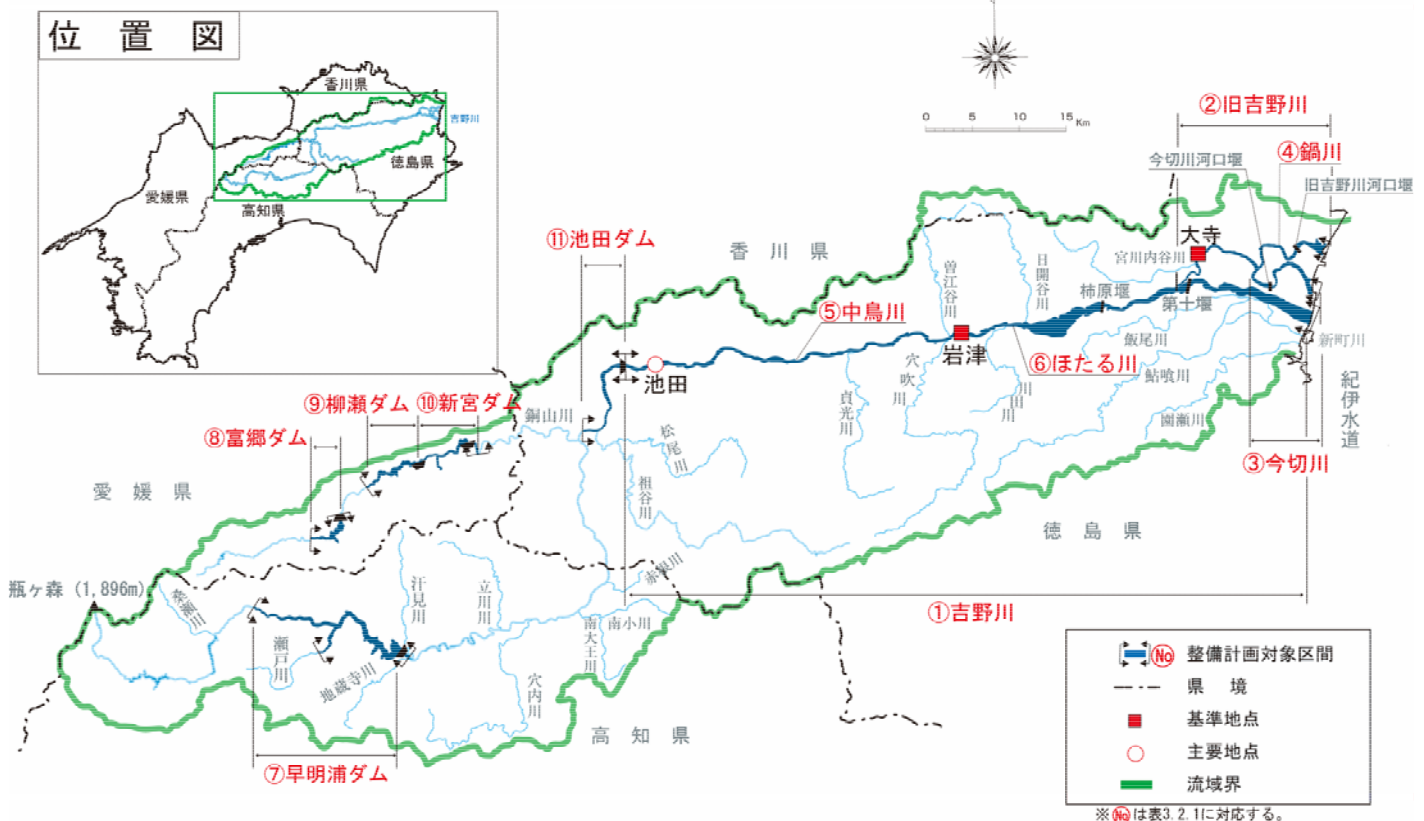 位 置 図
香川県
吉野川
徳島県
愛媛県
高知県
0 5 10 15 Km
②旧吉野川
今切川河口堰
④鍋川
旧吉野川河口堰
大寺
宮川内谷川
⑪池田ダム
香 川 県
曽江谷川
日開谷川
柿原堰
第十堰
⑤中鳥川
岩津
飯尾川
新町川
⑥ほたる川
池田
穴吹川
川田川
鮎喰川
貞光川
園瀬川
紀伊水道
⑨柳瀬ダム
⑩新宮ダム
銅山川
松尾川
⑧富郷ダム
③今切川
愛 媛 県
祖谷川
徳 島 県
瓶ヶ森 (1,896m)
桑瀬川
汗見川
立川川
赤根川
①吉野川
瀬戸川
地蔵寺川
南大王川
南小川
穴内川
高 知 県
⑦早明浦ダム
No 整備計画対象区間
県 境
基準地点
主要地点
流域界
※Noは表3.2.1に対応する。